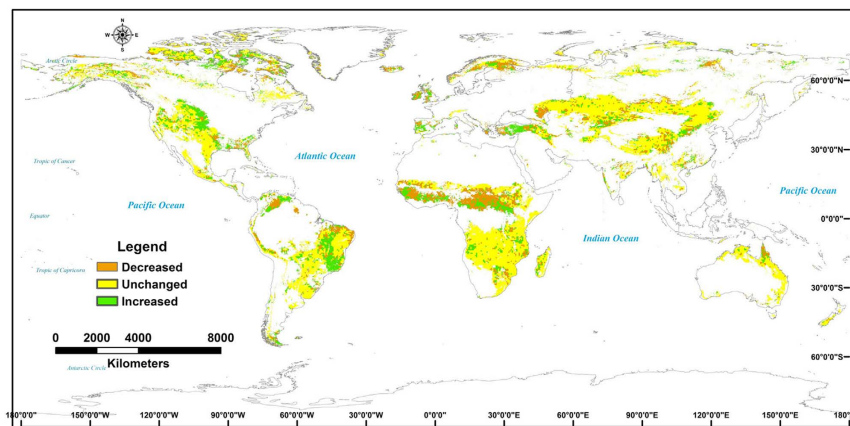 N
W E
S
Arctic Circle
60°0'0"N
Atlantic Ocean
30°0'0"N
Tropic of Cancer
Pacific Ocean
Pacific Ocean
Equator
0°0'0"
Indian Ocean
Legend
Decreased
Tropic of Capricorn
Unchanged
30°0'0"S
Increased
0 2000 4000 6000 8000
Kilometers
60°0'0"S
Antarctic Circle
180°0'0"W 150°0'0"W 120°0'0"W 90°0'0"W 60°0'0"W 30°0'0"W 0°0'0" 30°0'0"E 60°0'0"E 90°0'0"E 120°0'0"E 150°0'0"E